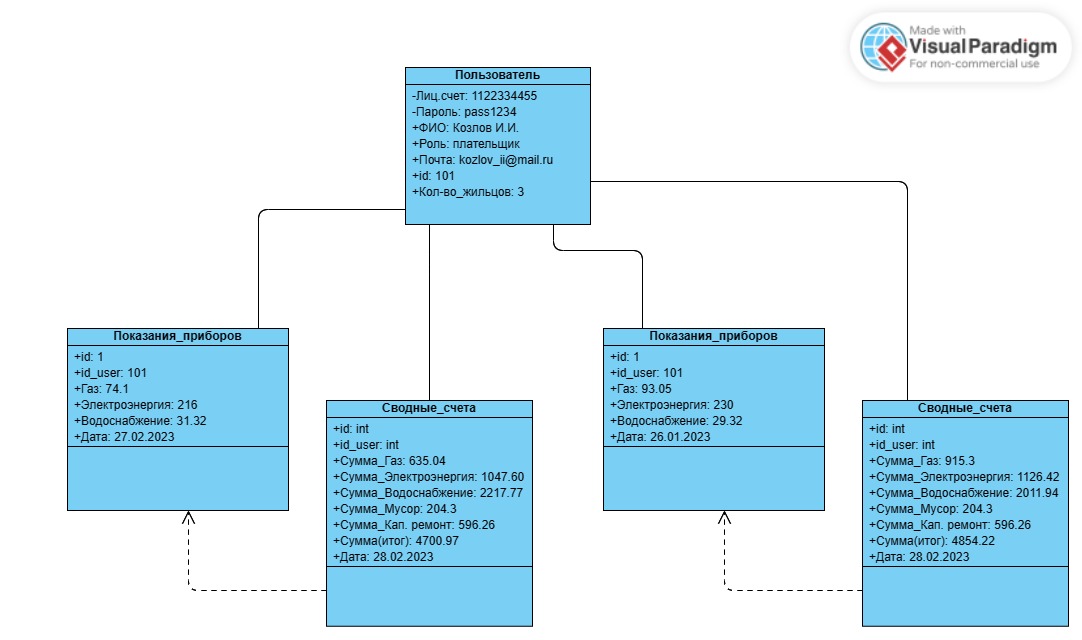 Made with
VisualParadigm
For non-commercial use
Пользователь
-Лиц.счет: 1122334455
-Пароль: pass1234
+ФИО: Козлов И.И.
+Роль: плательщик
+Почта: kozlov_ii@mail.ru
+id: 101
+Кол-во_жильцов: 3
Показания_приборов
+id: 1
+id_user: 101
+Газ: 74.1
+Электроэнергия: 216
+Водоснабжение: 31.32
+Дата: 27.02.2023
Сводные_счета
+id: int
+id_user: int
+Сумма_Газ: 635.04
+Сумма_Электроэнергия: 1047.60
+Сумма_Водоснабжение: 2217.77
+Сумма_Мусор: 204.3
+Сумма_Кап. ремонт: 596.26
+Сумма(итог): 4700.97
+Дата: 28.02.2023
Показания_приборов
+id: 1
+id_user: 101
+Газ: 93.05
+Электроэнергия: 230
+Водоснабжение: 29.32
+Дата: 26.01.2023
Сводные_счета
+id: int
+id_user: int
+Сумма_Газ: 915.3
+Сумма_Электроэнергия: 1126.42
+Сумма_Водоснабжение: 2011.94
+Сумма_Мусор: 204.3
+Сумма_Кап. ремонт: 596.26
+Сумма(итог): 4854.22
+Дата: 28.02.2023